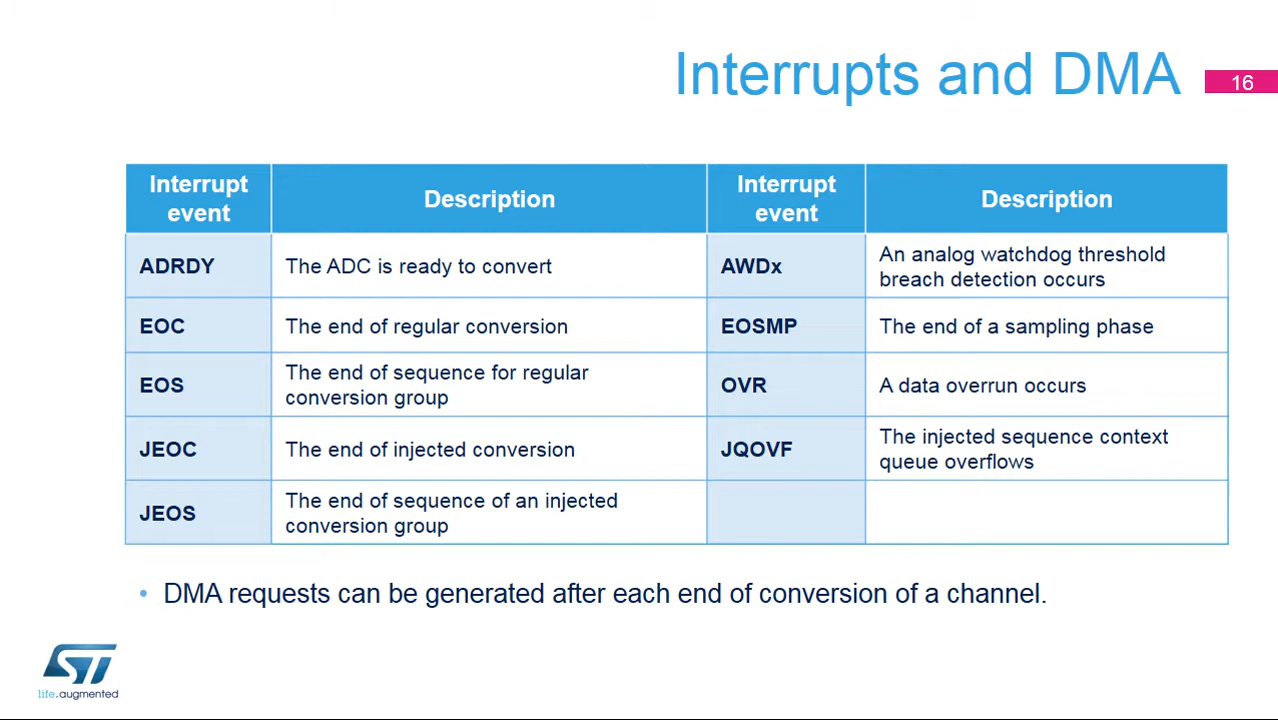 Interrupts and DMA
16
Interrupt
event
Description
Interrupt
event
Description
ADRDY
The ADC is ready to convert
AWDx
An analog watchdog threshold
breach detection occurs
EOC
The end of regular conversion
EOSMP
The end of a sampling phase
EOS
The end of sequence for regular
conversion group
OVR
A data overrun occurs
JEOC
The end of injected conversion
JQOVF
The injected sequence context
queue overflows
JEOS
The end of sequence of an injected
conversion group
• DMA requests can be generated after each end of conversion of a channel.
ST
life.augmented